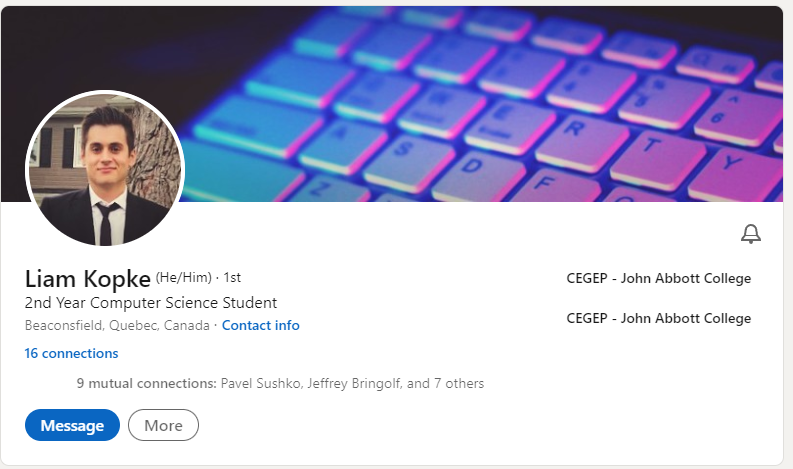 Q
W
E
R
T
Y
A
S
D
F
Z
6
Liam Kopke (He/Him) · 1st
2nd Year Computer Science Student
Beaconsfield, Quebec, Canada · Contact info
16 connections
9 mutual connections: Pavel Sushko, Jeffrey Bringolf, and 7 others
Message
More
CEGEP - John Abbott College
CEGEP - John Abbott College